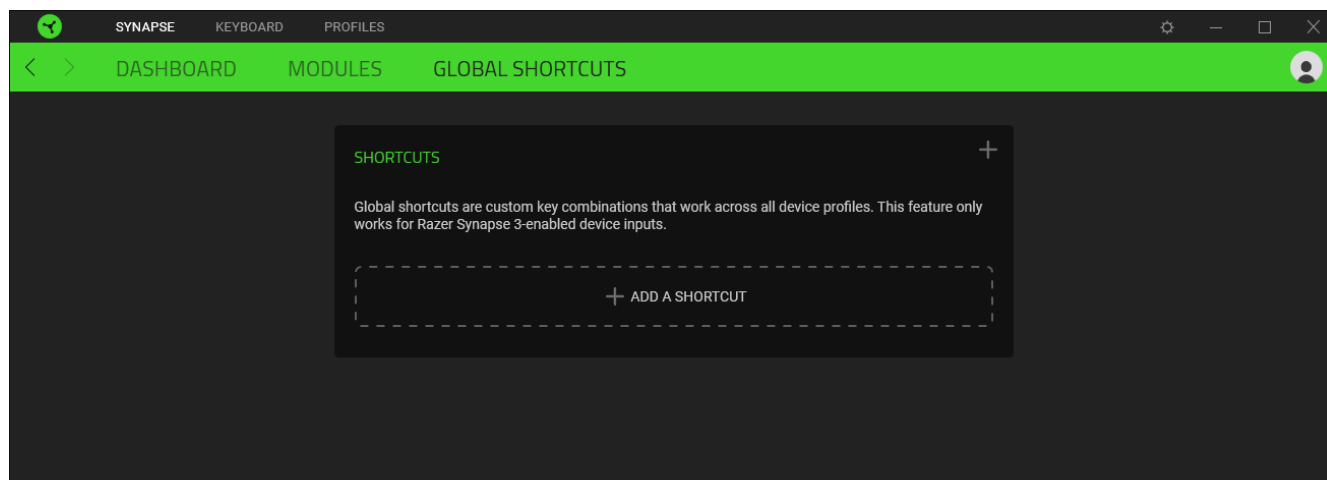 SYNAPSE KEYBOARD PROFILES
DASHBOARD MODULES GLOBAL SHORTCUTS
SHORTCUTS
Global shortcuts are custom key combinations that work across all device profiles. This feature only
works for Razer Synapse 3-enabled device inputs.
ADD A SHORTCUT